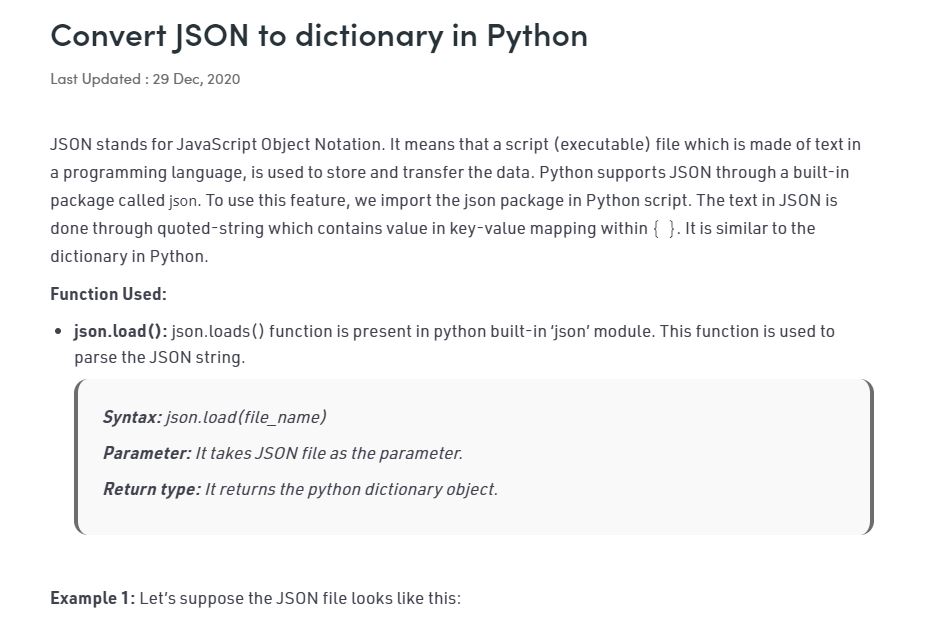 Convert JSON to dictionary in Python
Last Updated : 29 Dec, 2020
JSON stands for JavaScript Object Notation. It means that a script (executable) file which is made of text in
a programming language, is used to store and transfer the data. Python supports JSON through a built-in
package called json. To use this feature, we import the json package in Python script. The text in JSON is
done through quoted-string which contains value in key-value mapping within { }. It is similar to the
dictionary in Python.
Function Used:
• json.load(): json.loads() function is present in python built-in ‘json’ module. This function is used to
parse the JSON string.
Syntax: json.load(file_name)
Parameter: It takes JSON file as the parameter.
Return type: It returns the python dictionary object.
Example 1: Let’s suppose the JSON file looks like this: